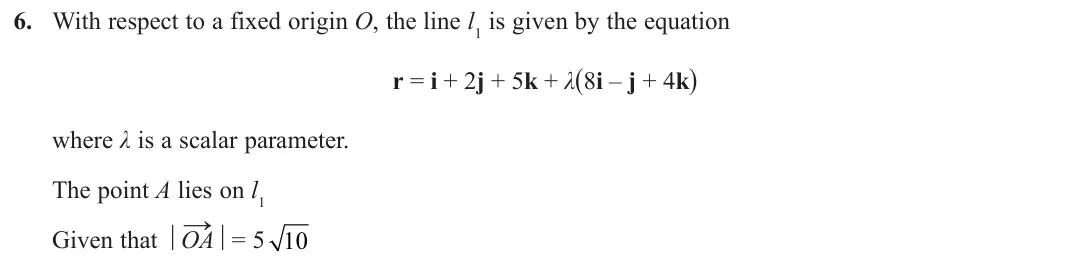 6. With respect to a fixed origin O, the line l₁ is given by the equation
r = i + 2j + 5k + λ(8i – j + 4k)
where λ is a scalar parameter.
The point A lies on l₁
Given that |OA⃗| = 5√10